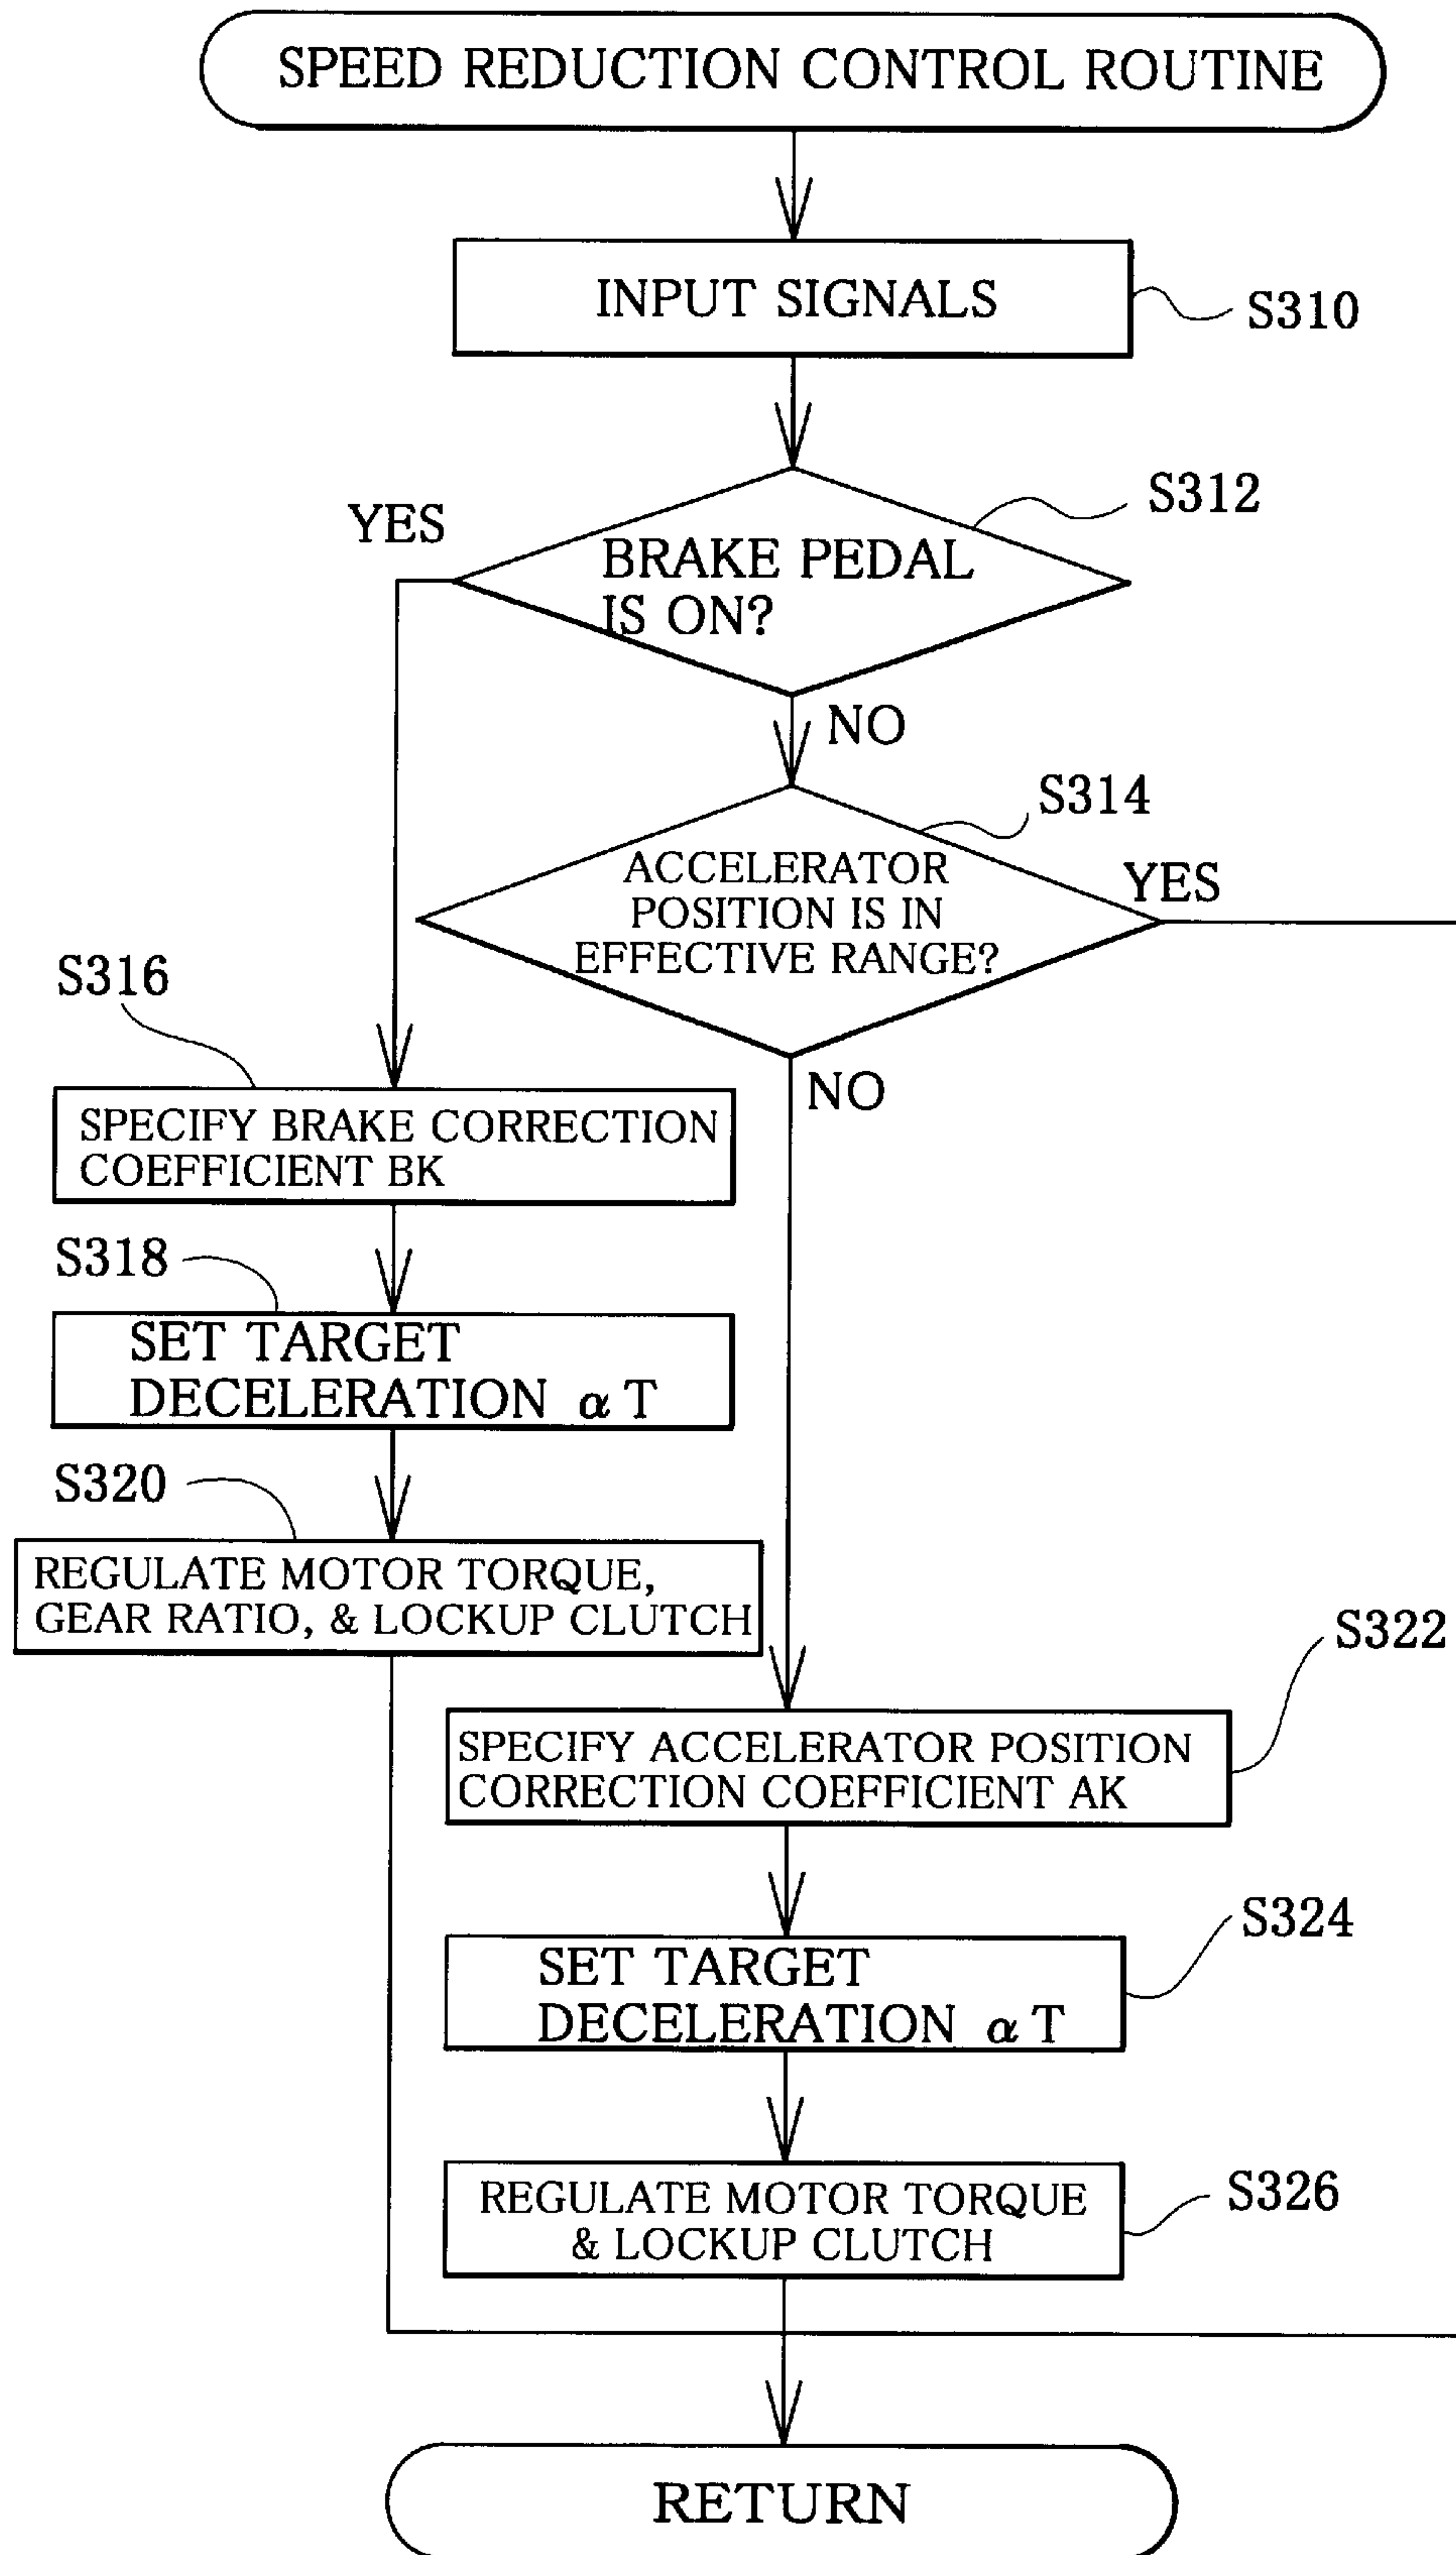 SPEED REDUCTION CONTROL ROUTINE
INPUT SIGNALS
S310
S312
YES
BRAKE PEDAL
IS ON?
NO
S314
ACCELERATOR
POSITION IS IN
EFFECTIVE RANGE?
YES
NO
S316
SPECIFY BRAKE CORRECTION
COEFFICIENT BK
S318
SET TARGET
DECELERATION α T
S320
REGULATE MOTOR TORQUE,
GEAR RATIO, & LOCKUP CLUTCH
S322
SPECIFY ACCELERATOR POSITION
CORRECTION COEFFICIENT AK
S324
SET TARGET
DECELERATION α T
S326
REGULATE MOTOR TORQUE
& LOCKUP CLUTCH
RETURN